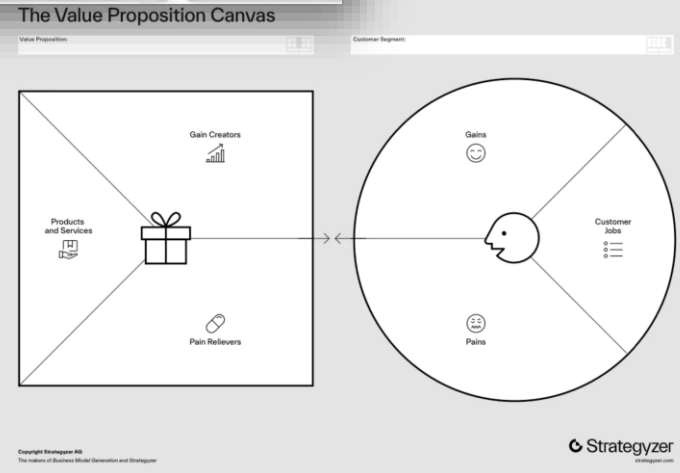 The Value Proposition Canvas
Value Proposition:
Customer Segment:
Gain Creators
Gains
Products
and Services
Customer
Jobs
Pain Relievers
Pains
Copyright Strategyzer AG
The makers of Business Model Generation and Strategyzer
Strategyzer
strategyzer.com